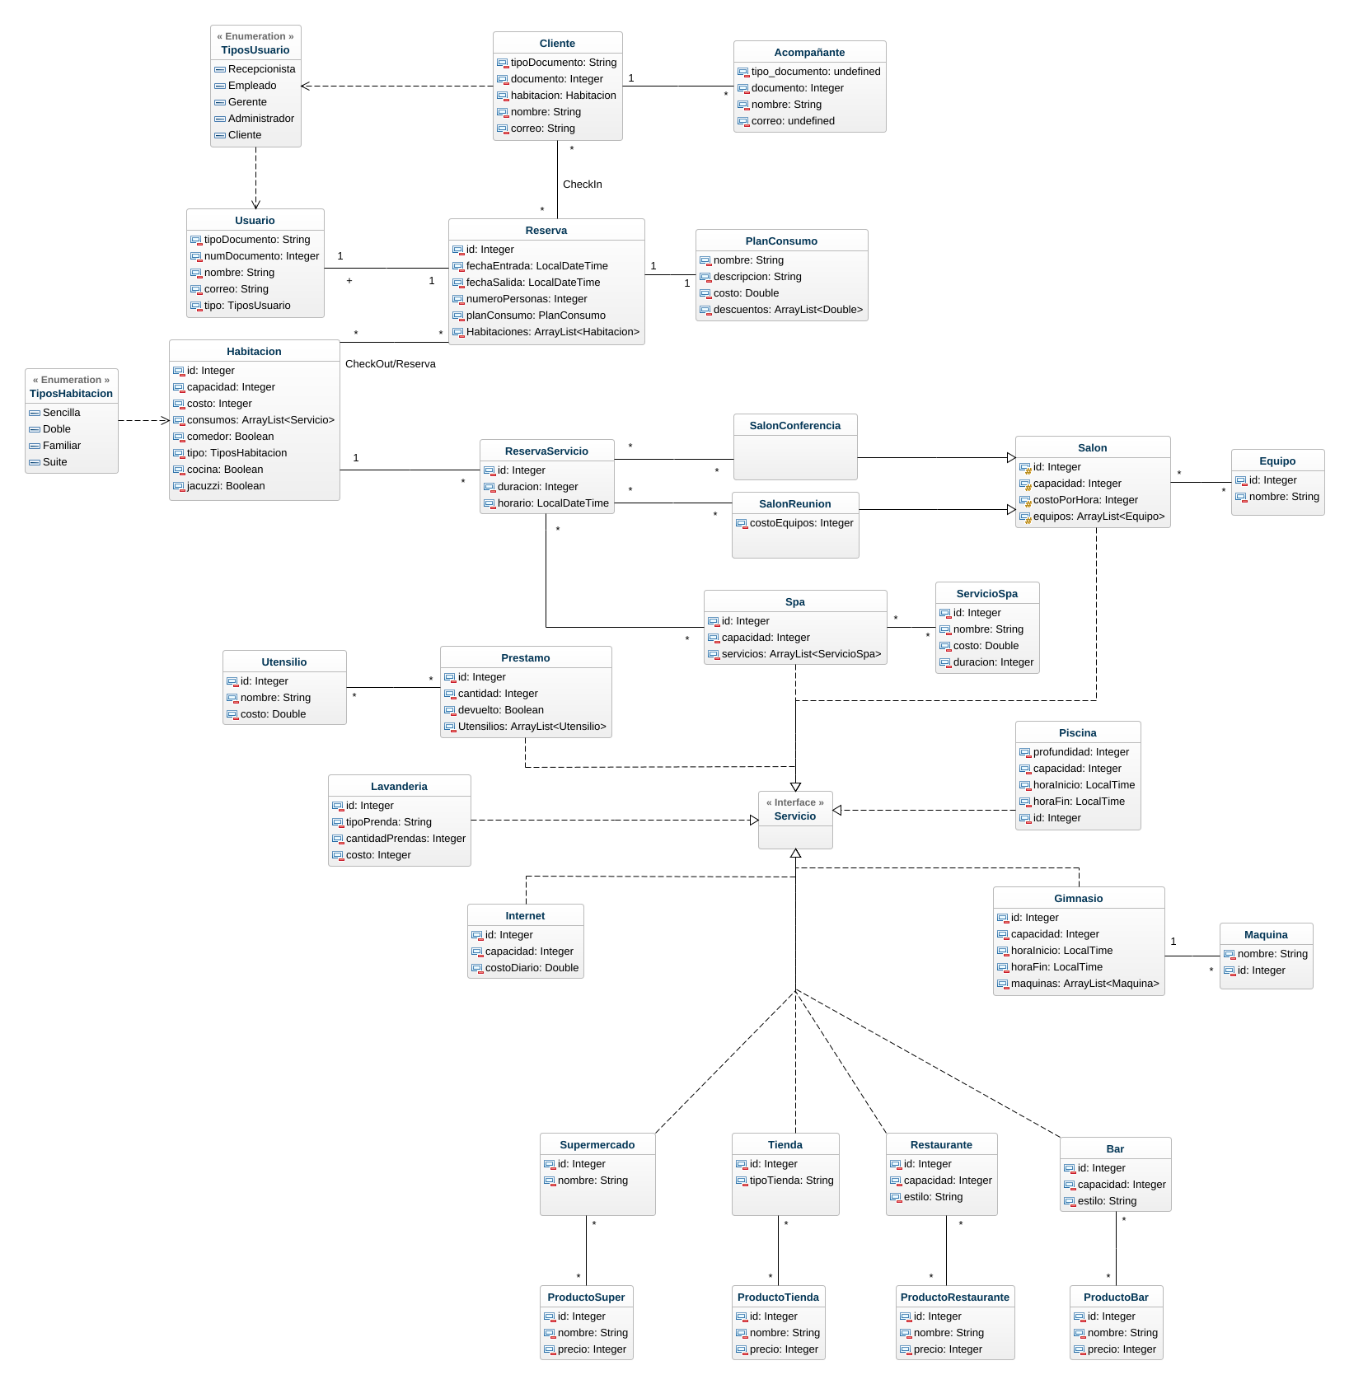 « Enumeration »
TiposUsuario
Recepcionista
Empleado
Gerente
Administrador
Cliente
Cliente
tipoDocumento: String
documento: Integer
habitacion: Habitacion
nombre: String
correo: String
1
*
Acompañante
tipo_documento: undefined
documento: Integer
nombre: String
correo: undefined
*
CheckIn
*
Usuario
tipoDocumento: String
numDocumento: Integer
nombre: String
correo: String
tipo: TiposUsuario
1
+
1
Reserva
id: Integer
fechaEntrada: LocalDateTime
fechaSalida: LocalDateTime
numeroPersonas: Integer
planConsumo: PlanConsumo
Habitaciones: ArrayList<Habitacion>
1
1
PlanConsumo
nombre: String
descripcion: String
costo: Double
descuentos: ArrayList<Double>
*
*
CheckOut/Reserva
« Enumeration »
TiposHabitacion
Sencilla
Doble
Familiar
Suite
Habitacion
id: Integer
capacidad: Integer
costo: Integer
consumos: ArrayList<Servicio>
comedor: Boolean
tipo: TiposHabitacion
cocina: Boolean
jacuzzi: Boolean
1
*
ReservaServicio
id: Integer
duracion: Integer
horario: LocalDateTime
*
*
*
*
*
*
SalonConferencia
SalonReunion
costoEquipos: Integer
Salon
id: Integer
capacidad: Integer
costoPorHora: Integer
equipos: ArrayList<Equipo>
*
*
Equipo
id: Integer
nombre: String
Spa
id: Integer
capacidad: Integer
servicios: ArrayList<ServicioSpa>
*
*
ServicioSpa
id: Integer
nombre: String
costo: Double
duracion: Integer
Utensilio
id: Integer
nombre: String
costo: Double
*
*
Prestamo
id: Integer
cantidad: Integer
devuelto: Boolean
Utensilios: ArrayList<Utensilio>
Piscina
profundidad: Integer
capacidad: Integer
horaInicio: LocalTime
horaFin: LocalTime
id: Integer
Lavanderia
id: Integer
tipoPrenda: String
cantidadPrendas: Integer
costo: Integer
« Interface »
Servicio
Internet
id: Integer
capacidad: Integer
costoDiario: Double
Gimnasio
id: Integer
capacidad: Integer
horaInicio: LocalTime
horaFin: LocalTime
maquinas: ArrayList<Maquina>
1
*
Maquina
nombre: String
id: Integer
Supermercado
id: Integer
nombre: String
*
*
Tienda
id: Integer
tipoTienda: String
*
*
Restaurante
id: Integer
capacidad: Integer
estilo: String
*
*
Bar
id: Integer
capacidad: Integer
estilo: String
*
*
ProductoSuper
id: Integer
nombre: String
precio: Integer
ProductoTienda
id: Integer
nombre: String
precio: Integer
ProductoRestaurante
id: Integer
nombre: String
precio: Integer
ProductoBar
id: Integer
nombre: String
precio: Integer